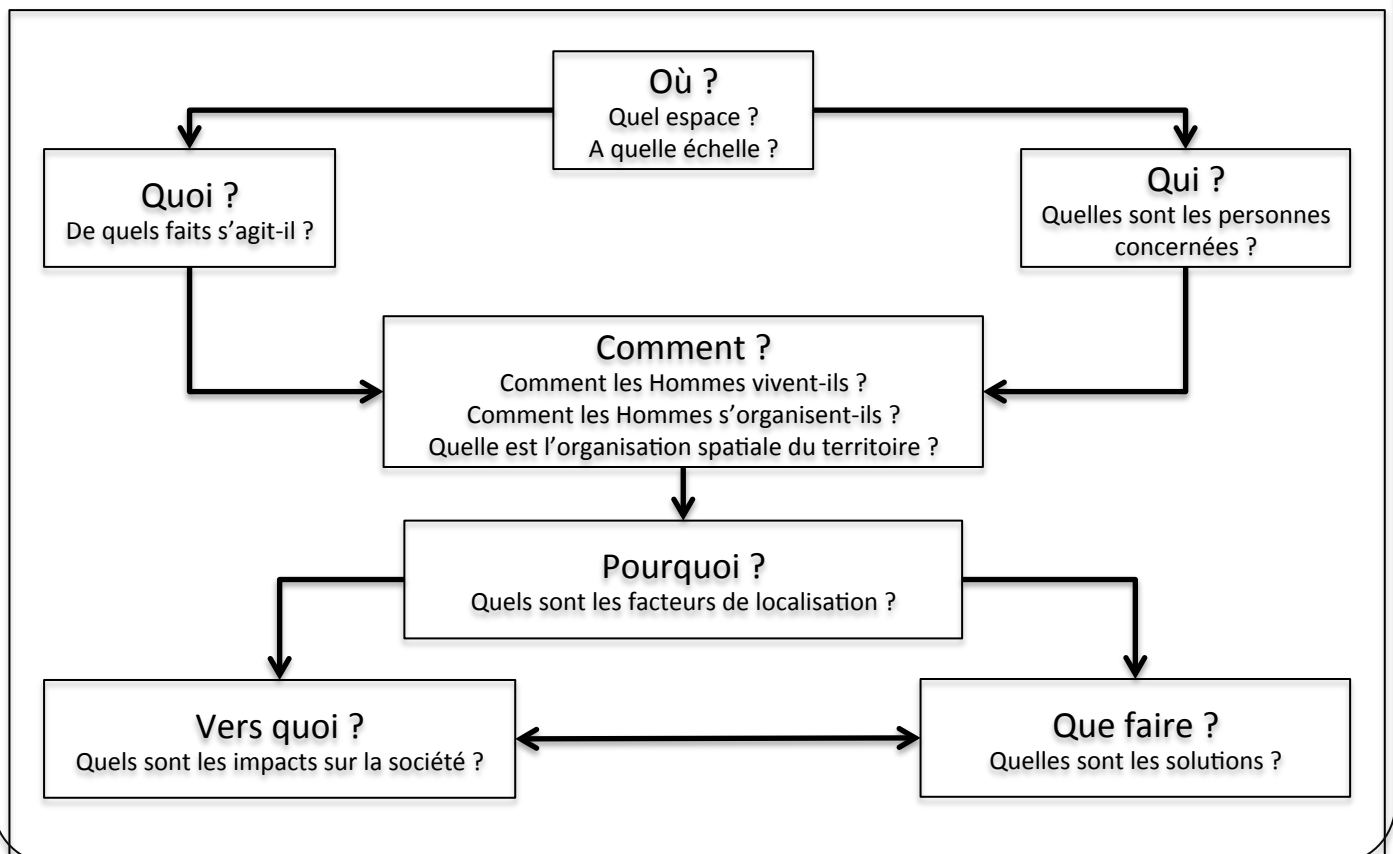 Où ?
Quel espace ?
A quelle échelle ?
Quoi ?
De quels faits s’agit-il ?
Qui ?
Quelles sont les personnes
concernées ?
Comment ?
Comment les Hommes vivent-ils ?
Comment les Hommes s’organisent-ils ?
Quelle est l’organisation spatiale du territoire ?
Pourquoi ?
Quels sont les facteurs de localisation ?
Vers quoi ?
Quels sont les impacts sur la société ?
Que faire ?
Quelles sont les solutions ?